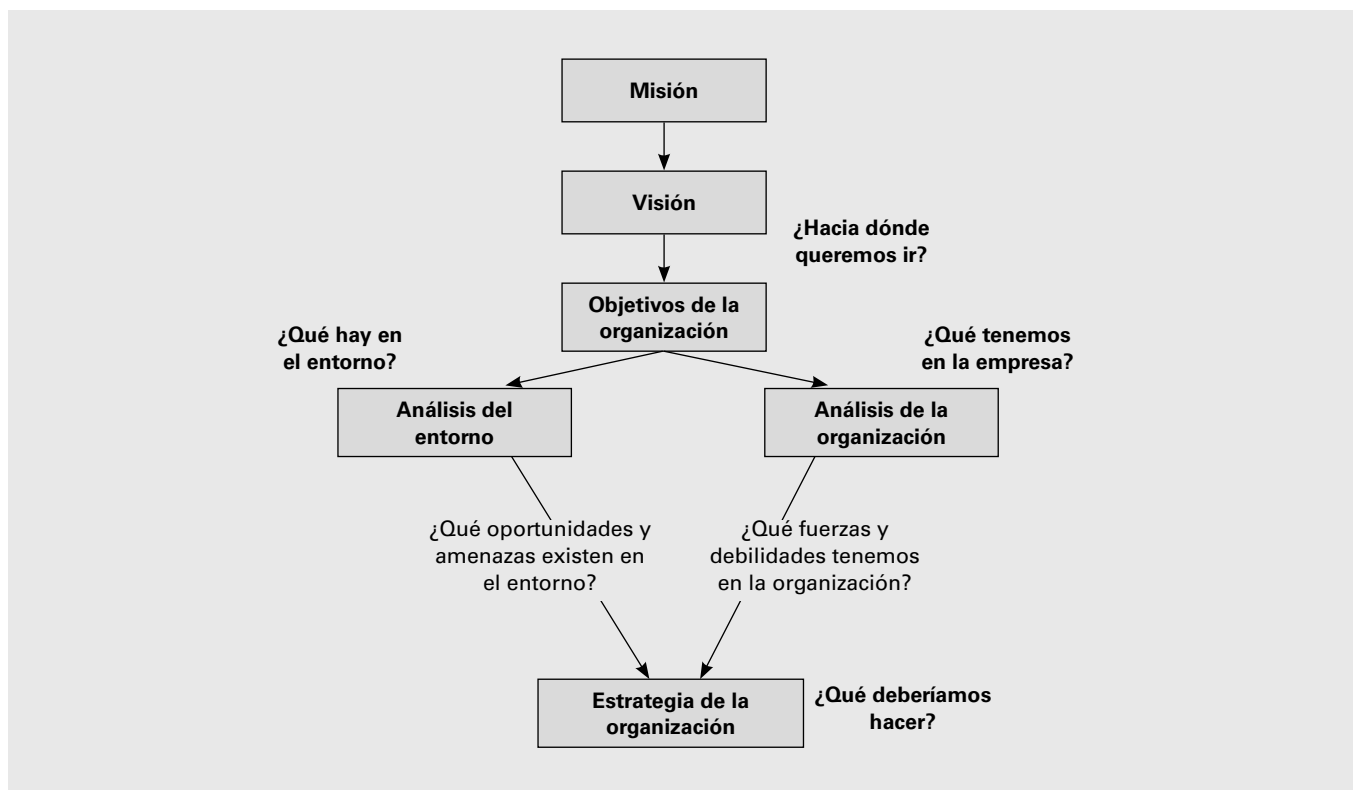 Misión
Visión
¿Hacia dónde
queremos ir?
Objetivos de la
organización
¿Qué hay en
el entorno?
¿Qué tenemos
en la empresa?
Análisis del
entorno
Análisis de la
organización
¿Qué oportunidades y
amenazas existen en
el entorno?
¿Qué fuerzas y
debilidades tenemos
en la organización?
Estrategia de la
organización
¿Qué deberíamos
hacer?